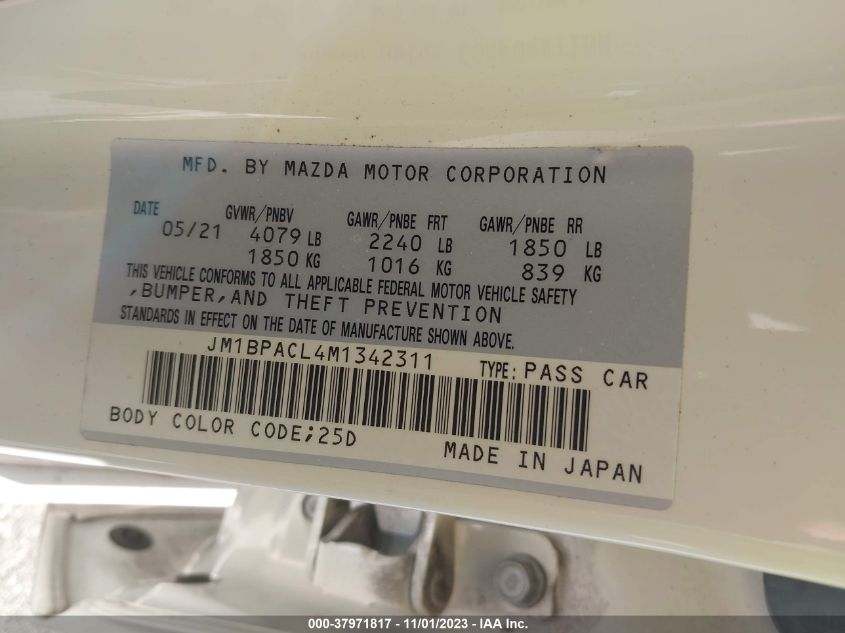 MFD. BY MAZDA MOTOR CORPORATION
DATE GVWR/PNBV GAWR/PNBE FRT GAWR/PNBE RR
05/21 4079 LB 2240 LB 1850 LB
1850 KG 1016 KG 839 KG
THIS VEHICLE CONFORMS TO ALL APPLICABLE FEDERAL MOTOR VEHICLE SAFETY
,BUMPER,AND THEFT PREVENTION
STANDARDS IN EFFECT ON THE DATE OF MANUFACTURE SHOWN ABOVE.
JM1BPACL4M1342311 TYPE: PASS CAR
BODY COLOR CODE;25D
MADE IN JAPAN
000-37971817 - 11/01/2023 - IAA Inc.